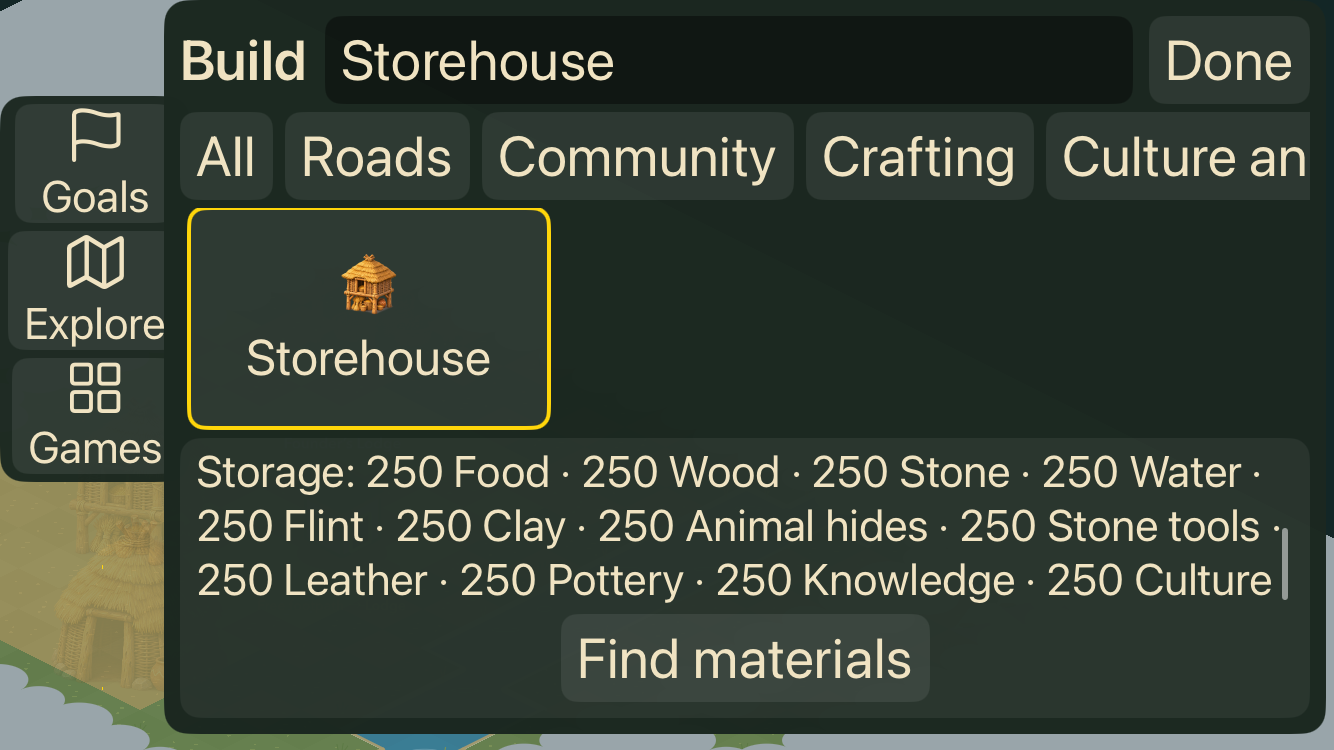 Build
Storehouse
Done
All
Roads
Community
Crafting
Culture an
Goals
Explore
Games
Storehouse
Storage: 250 Food · 250 Wood · 250 Stone · 250 Water ·
250 Flint · 250 Clay · 250 Animal hides · 250 Stone tools ·
250 Leather · 250 Pottery · 250 Knowledge · 250 Culture
Find materials